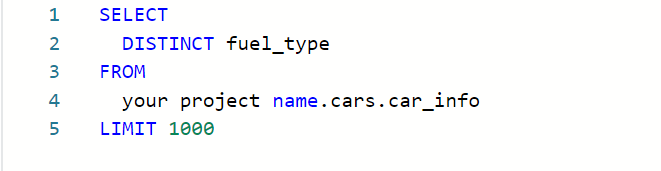 1 SELECT
2 DISTINCT fuel_type
3 FROM
4 your project name.cars.car_info
5 LIMIT 1000